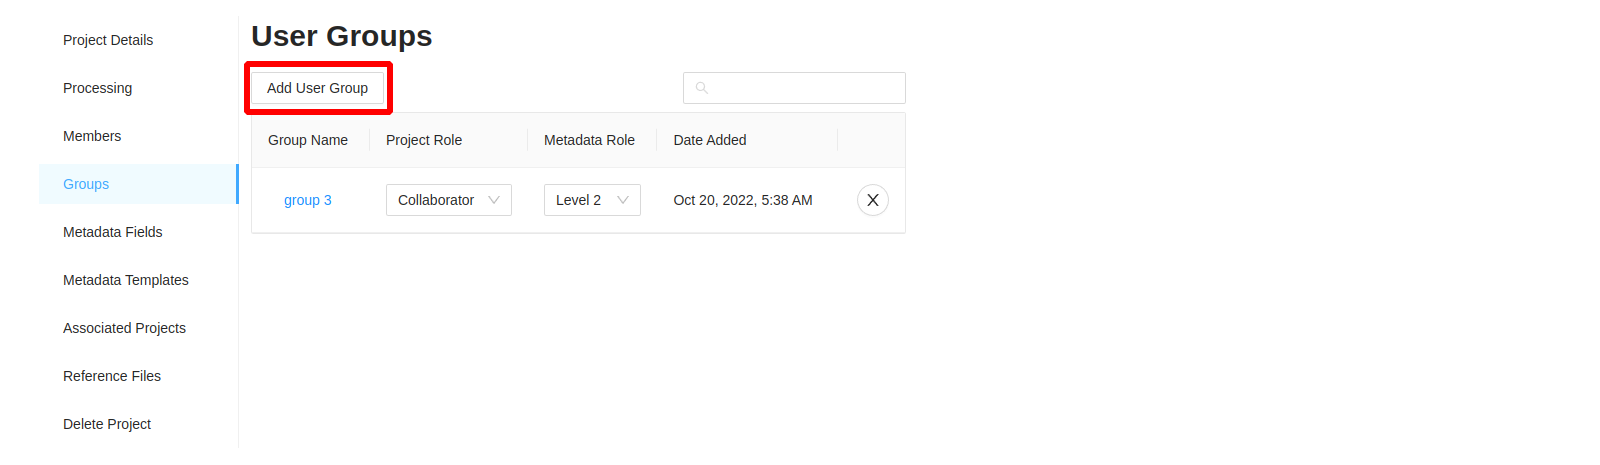 Project Details
Processing
Members
Groups
Metadata Fields
Metadata Templates
Associated Projects
Reference Files
Delete Project
User Groups
Add User Group
Group Name Project Role Metadata Role Date Added
group 3 Collaborator Level 2 Oct 20, 2022, 5:38 AM X